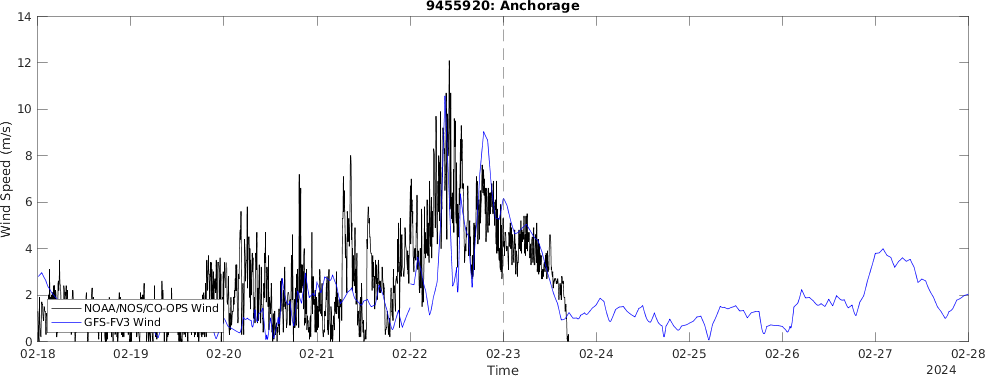 9455920: Anchorage
14
12
10
8
6
4
2
0
Wind Speed (m/s)
NOAA/NOS/CO-OPS Wind
GFS-FV3 Wind
02-18 02-19 02-20 02-21 02-22 02-23 02-24 02-25 02-26 02-27 02-28
Time
2024